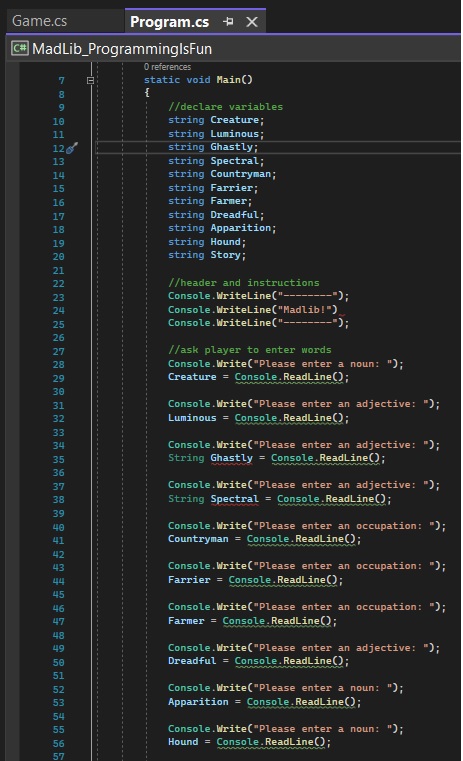 Game.cs Program.cs
C# MadLib_ProgrammingIsFun
0 references
7 static void Main()
8 {
9 //declare variables
10 string Creature;
11 string Luminous;
12 string Ghastly;
13 string Spectral;
14 string Countryman;
15 string Farrier;
16 string Farmer;
17 string Dreadful;
18 string Apparition;
19 string Hound;
20 string Story;
21
22 //header and instructions
23 Console.WriteLine("--------");
24 Console.WriteLine("Madlib!")
25 Console.WriteLine("--------");
26
27 //ask player to enter words
28 Console.Write("Please enter a noun: ");
29 Creature = Console.ReadLine();
30
31 Console.Write("Please enter an adjective: ");
32 Luminous = Console.ReadLine();
33
34 Console.Write("Please enter an adjective: ");
35 String Ghastly = Console.ReadLine();
36
37 Console.Write("Please enter an adjective: ");
38 String Spectral = Console.ReadLine();
39
40 Console.Write("Please enter an occupation: ");
41 Countryman = Console.ReadLine();
42
43 Console.Write("Please enter an occupation: ");
44 Farrier = Console.ReadLine();
45
46 Console.Write("Please enter an occupation: ");
47 Farmer = Console.ReadLine();
48
49 Console.Write("Please enter an adjective: ");
50 Dreadful = Console.ReadLine();
51
52 Console.Write("Please enter a noun: ");
53 Apparition = Console.ReadLine();
54
55 Console.Write("Please enter a noun: ");
56 Hound = Console.ReadLine();
57